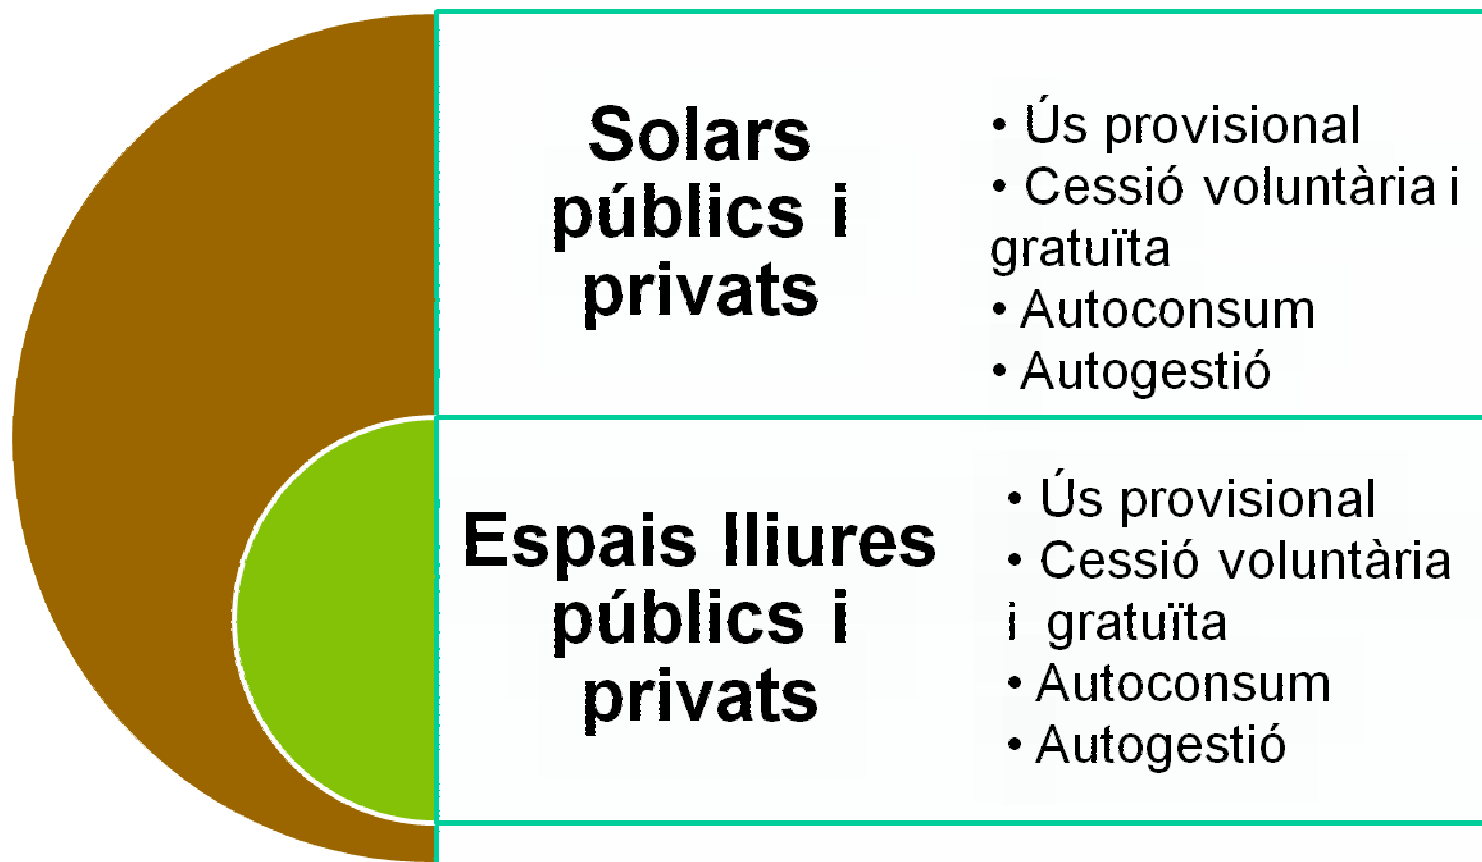 Solars
públics i
privats
• Ús provisional
• Cessió voluntària i
gratuïta
• Autoconsum
• Autogestió
Espais lliures
públics i
privats
• Ús provisional
• Cessió voluntària
i gratuïta
• Autoconsum
• Autogestió